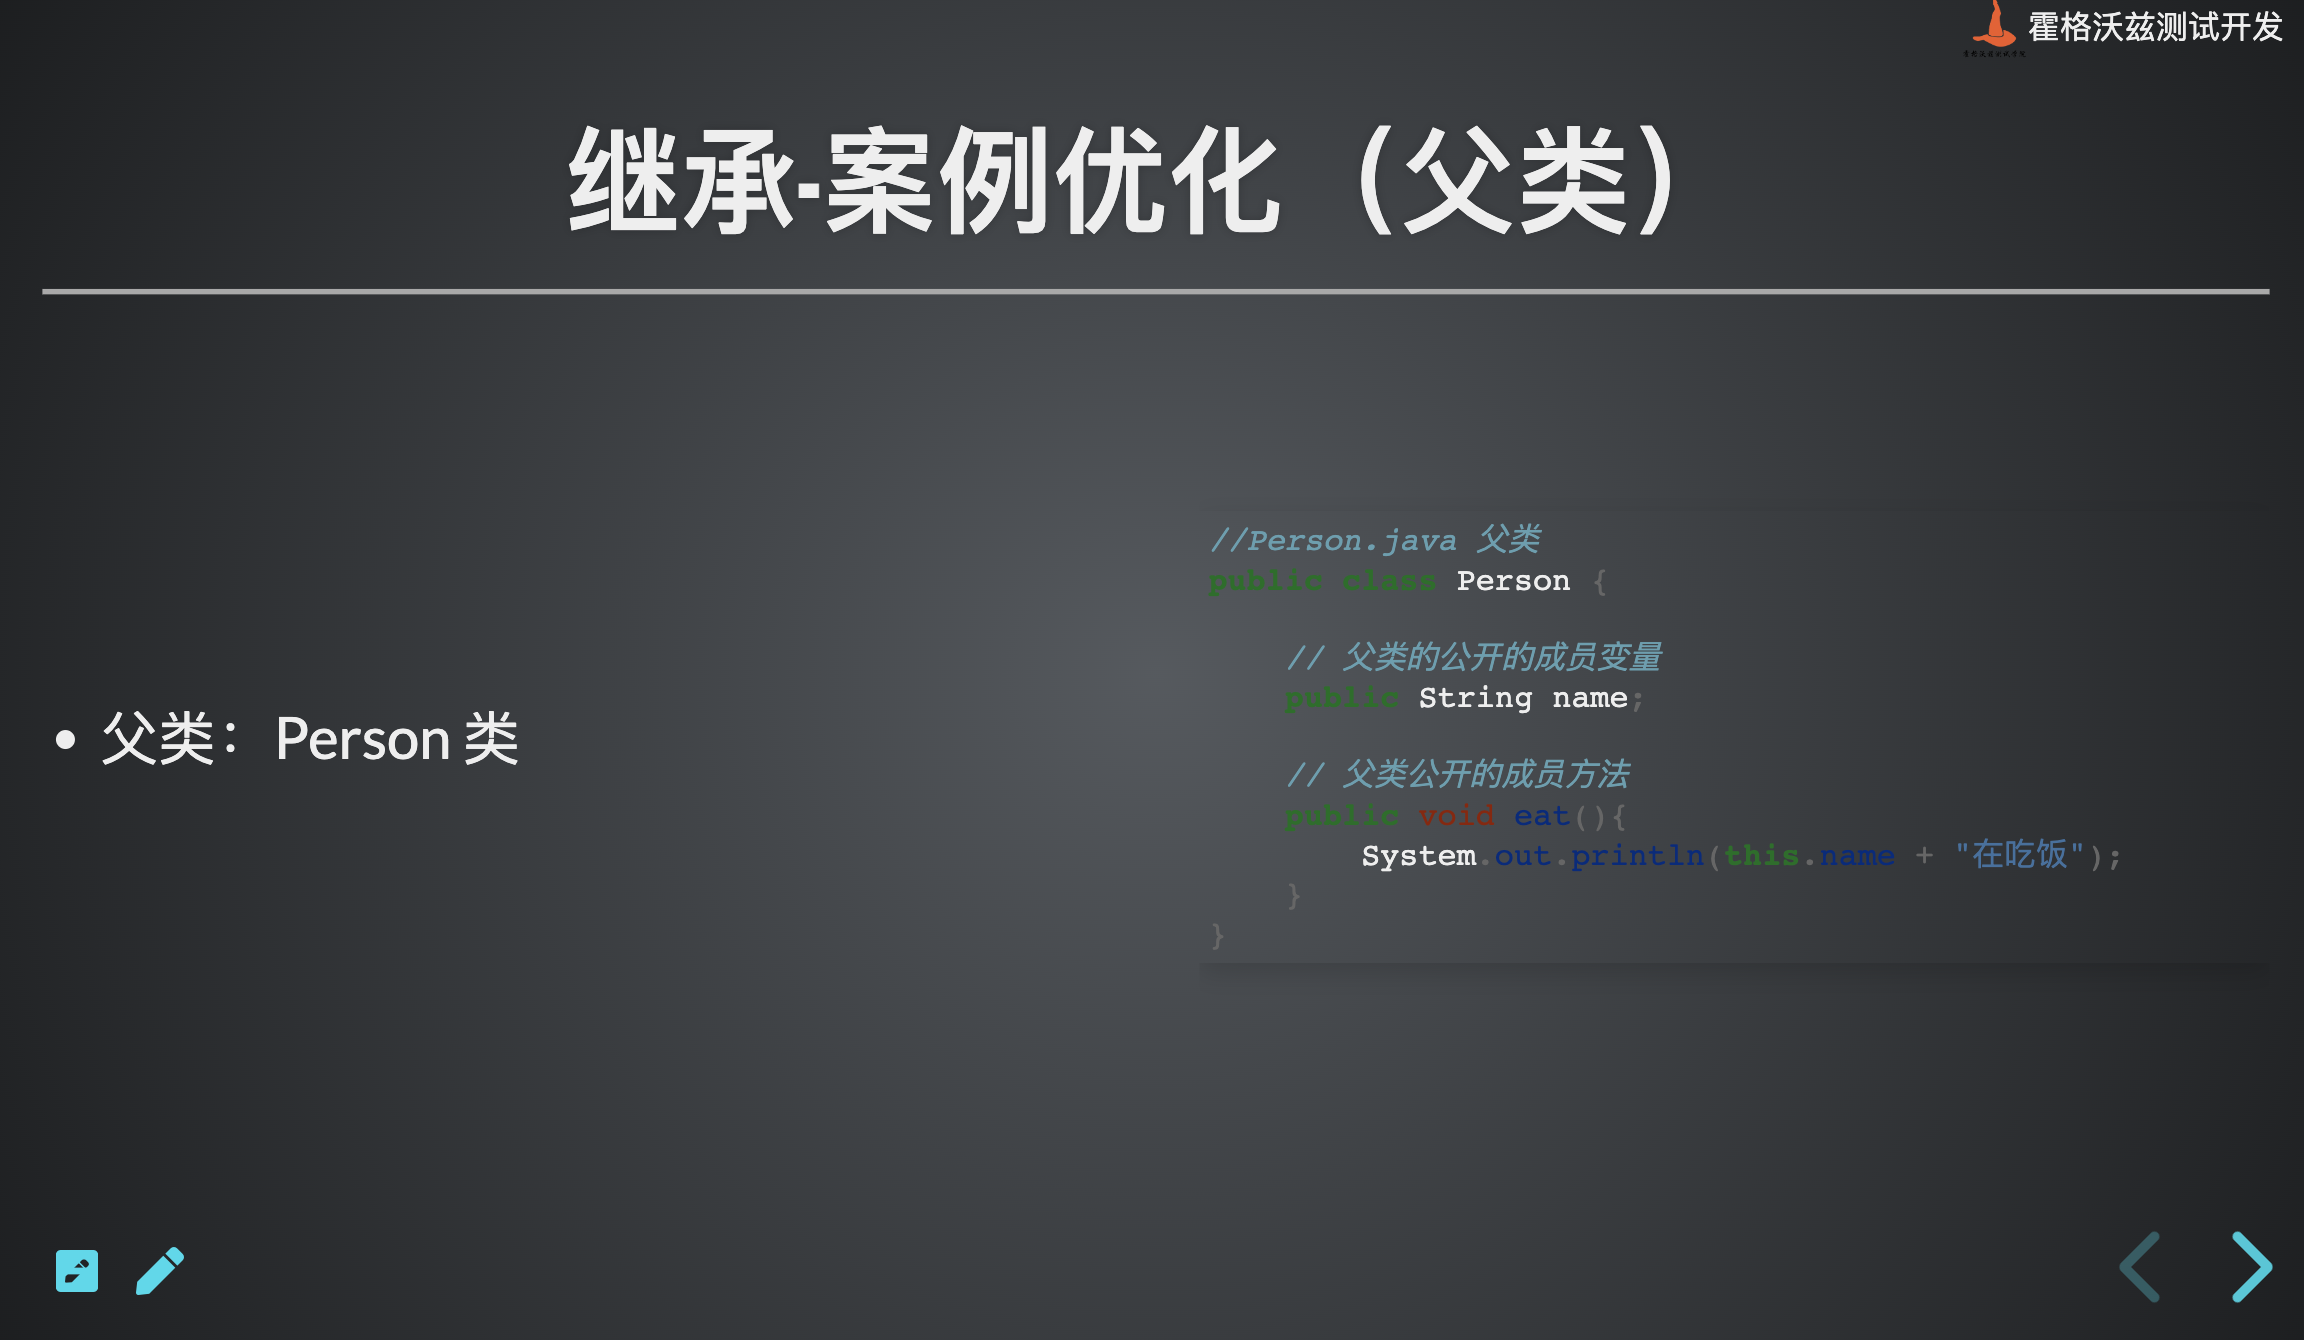 霍格沃兹测试开发
继承-案例优化（父类）
• 父类：Person 类
//Person.java 父类
public class Person {
    // 父类的公开的成员变量
    public String name;
    // 父类公开的成员方法
    public void eat(){
        System.out.println(this.name + "在吃饭");
    }
}